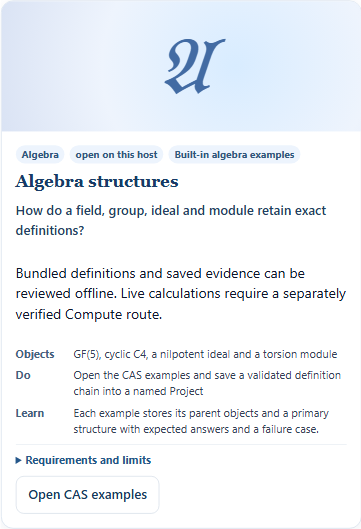 𝔄
Algebra
open on this host
Built-in algebra examples
Algebra structures
How do a field, group, ideal and module retain exact
definitions?
Bundled definitions and saved evidence can be
reviewed offline. Live calculations require a separately
verified Compute route.
Objects GF(5), cyclic C4, a nilpotent ideal and a torsion module
Do Open the CAS examples and save a validated definition
chain into a named Project
Learn Each example stores its parent objects and a primary
structure with expected answers and a failure case.
Requirements and limits
Open CAS examples